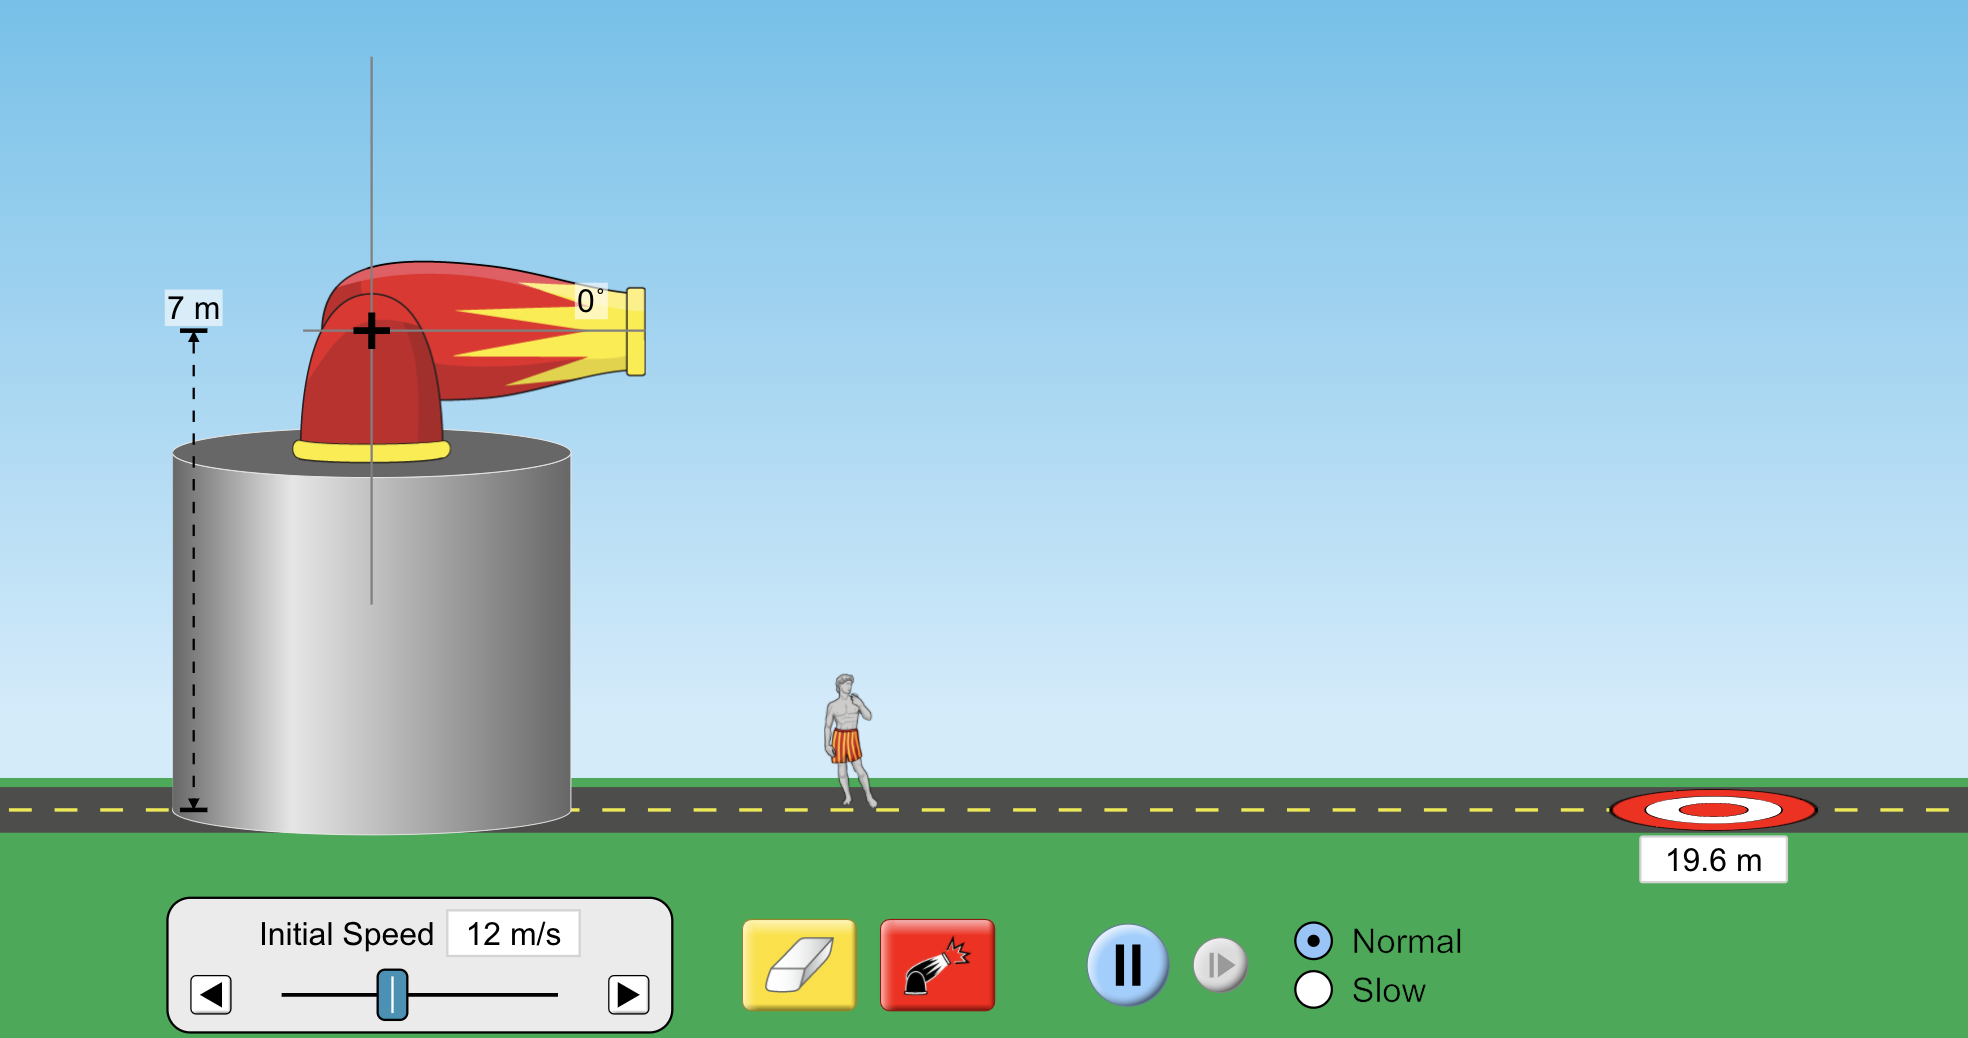 7 m
0°
19.6 m
Initial Speed 12 m/s
Normal
Slow